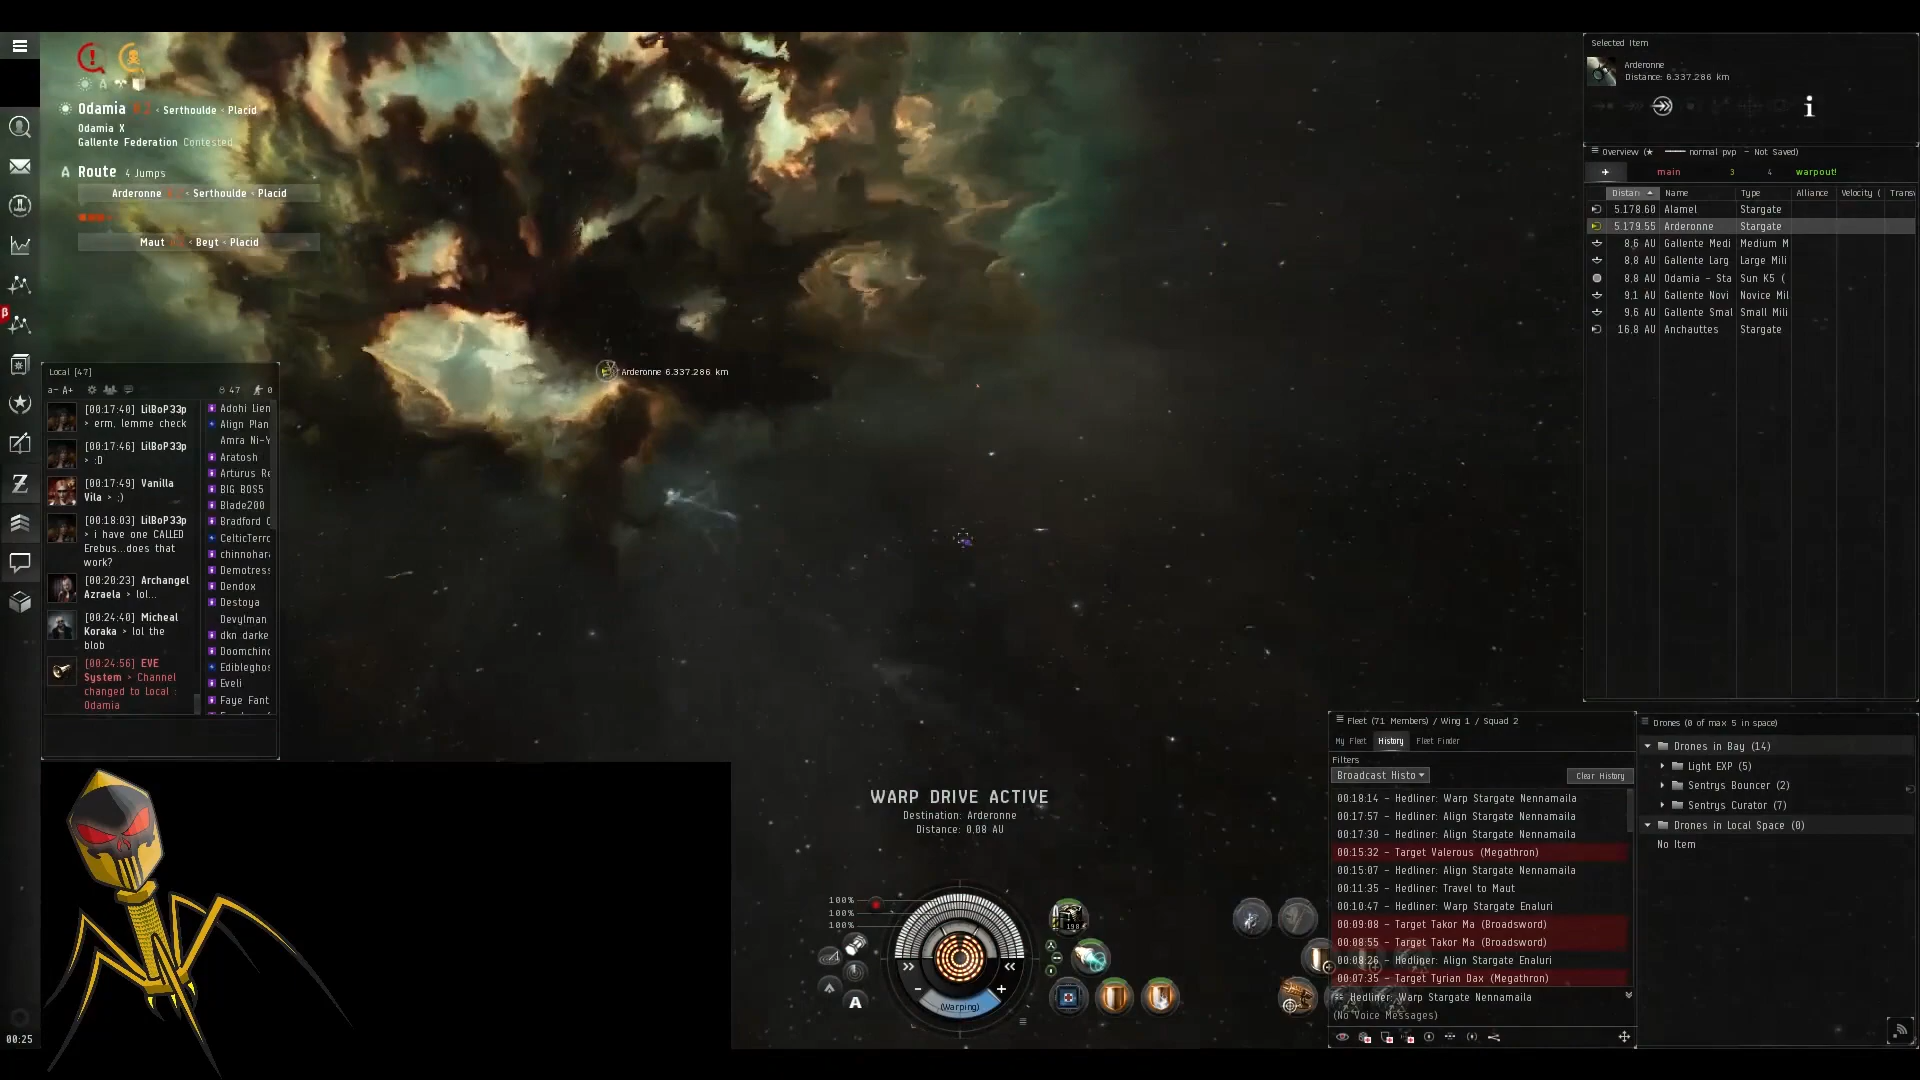 Odamia 0.2 < Serthoulde < Placid
Odamia X
Gallente Federation Contested
A Route 4 Jumps
Arderonne < Serthoulde < Placid
Maut < Beyt < Placid
Local [47]
a- A+ 47 0
[00:17:40] LilBoP33p
> erm, lemme check
[00:17:46] LilBoP33p
> :D
[00:17:49] Vanilla
Vila > ;)
[00:18:03] LilBoP33p
> i have one CALLED
Erebus...does that
work?
[00:20:23] Archangel
Azraela > lol...
[00:24:40] Micheal
Koraka > lol the
blob
[00:24:56] EVE
System > Channel
changed to Local :
Odamia
Adohi Lien
Align Plan
Amra Ni-Y
Aratosh
Arturus Re
BIG BOSS
Blade200
Bradford C
CelticTerro
chinnohara
Demotress
Dendox
Destoya
Devylman
dkn darke
Doomchino
Edibleghos
Eveli
Faye Fant
β
00:25
Arderonne 6.337.286 km
WARP DRIVE ACTIVE
Destination: Arderonne
Distance: 0,08 AU
100%
100%
100%
198
(Warping)
A
Selected Item
Arderonne
Distance: 6.337.286 km
Overview (★ normal pvp - Not Saved)
+ main 3 4 warpout!
Distan Name Type Alliance Velocity ( Transv
5.178.60 Alamel Stargate
5.179.55 Arderonne Stargate
8,6 AU Gallente Medi Medium M
8,8 AU Gallente Larg Large Mili
8,8 AU Odamia - Sta Sun K5 (
9,1 AU Gallente Novi Novice Mil
9,6 AU Gallente Smal Small Mili
16,8 AU Anchauttes Stargate
Fleet (71 Members) / Wing 1 / Squad 2
My Fleet History Fleet Finder
Filters
Broadcast Histo Clear History
00:18:14 - Hedliner: Warp Stargate Nennamaila
00:17:57 - Hedliner: Align Stargate Nennamaila
00:17:30 - Hedliner: Align Stargate Nennamaila
00:15:32 - Target Valerous (Megathron)
00:15:07 - Hedliner: Align Stargate Nennamaila
00:11:35 - Hedliner: Travel to Maut
00:10:47 - Hedliner: Warp Stargate Enaluri
00:09:08 - Target Takor Ma (Broadsword)
00:08:55 - Target Takor Ma (Broadsword)
00:08:26 - Hedliner: Align Stargate Enaluri
00:07:35 - Target Tyrian Dax (Megathron)
Hedliner: Warp Stargate Nennamaila
(No Voice Messages)
Drones (0 of max 5 in space)
Drones in Bay (14)
Light EXP (5)
Sentrys Bouncer (2)
Sentrys Curator (7)
Drones in Local Space (0)
No Item